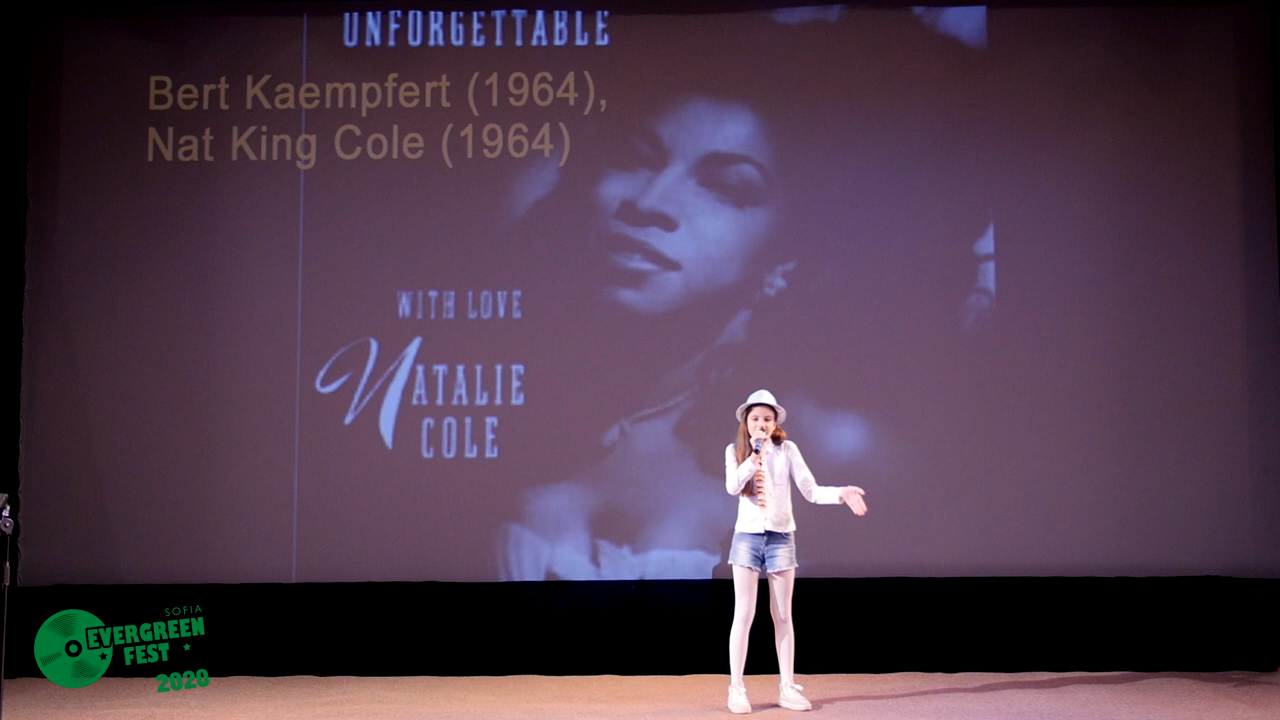 UNFORGETTABLE
Bert Kaempfert (1964),
Nat King Cole (1964)
WITH LOVE
NATALIE
COLE
SOFIA
EVERGREEN
FEST
2020